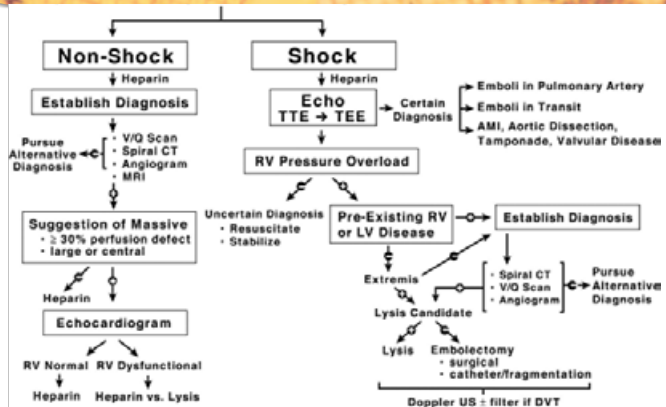 Non-Shock
Heparin
Establish Diagnosis
Pursue
Alternative
Diagnosis
• V/Q Scan
• Spiral CT
• Angiogram
• MRI
Suggestion of Massive
• ≥ 30% perfusion defect
• large or central
Heparin
Echocardiogram
RV Normal
RV Dysfunctional
Heparin
Heparin vs. Lysis
Shock
Heparin
Echo
TTE → TEE
Certain
Diagnosis
Emboli in Pulmonary Artery
Emboli in Transit
AMI, Aortic Dissection,
Tamponade, Valvular Disease
RV Pressure Overload
Uncertain Diagnosis
• Resuscitate
• Stabilize
Pre-Existing RV
or LV Disease
Establish Diagnosis
Extremis
• Spiral CT
• V/Q Scan
• Angiogram
Pursue
Alternative
Diagnosis
Lysis Candidate
Lysis
Embolectomy
• surgical
• catheter/fragmentation
Doppler US ± filter if DVT